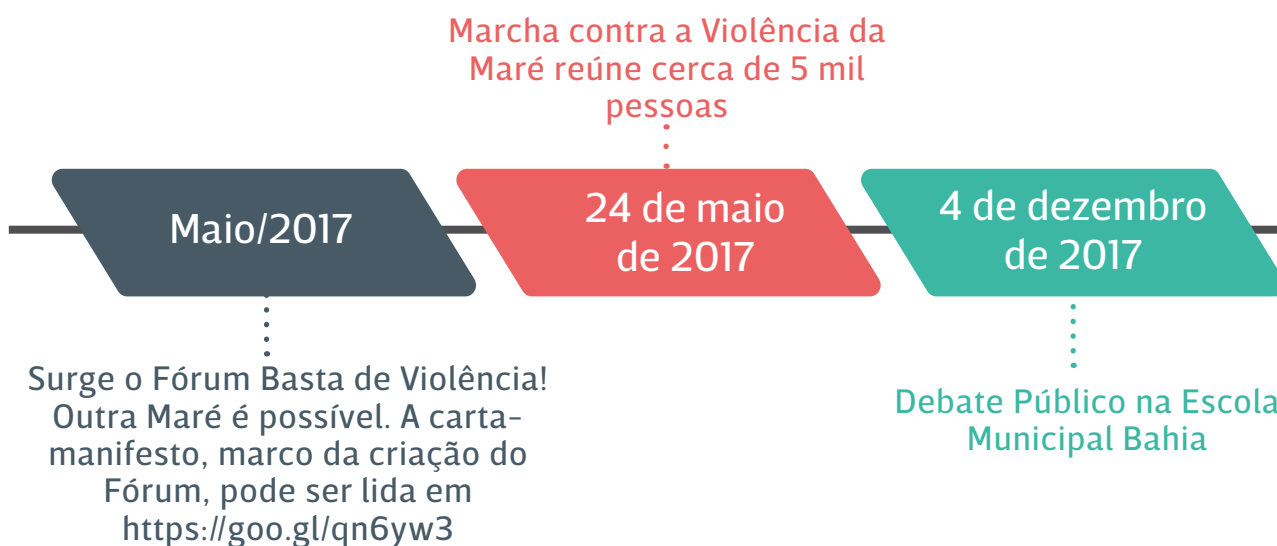 Marcha contra a Violência da
Maré reúne cerca de 5 mil
pessoas
Maio/2017
24 de maio
de 2017
4 de dezembro
de 2017
Surge o Fórum Basta de Violência!
Outra Maré é possível. A carta-
manifesto, marco da criação do
Fórum, pode ser lida em
https://goo.gl/qn6yw3
Debate Público na Escola
Municipal Bahia